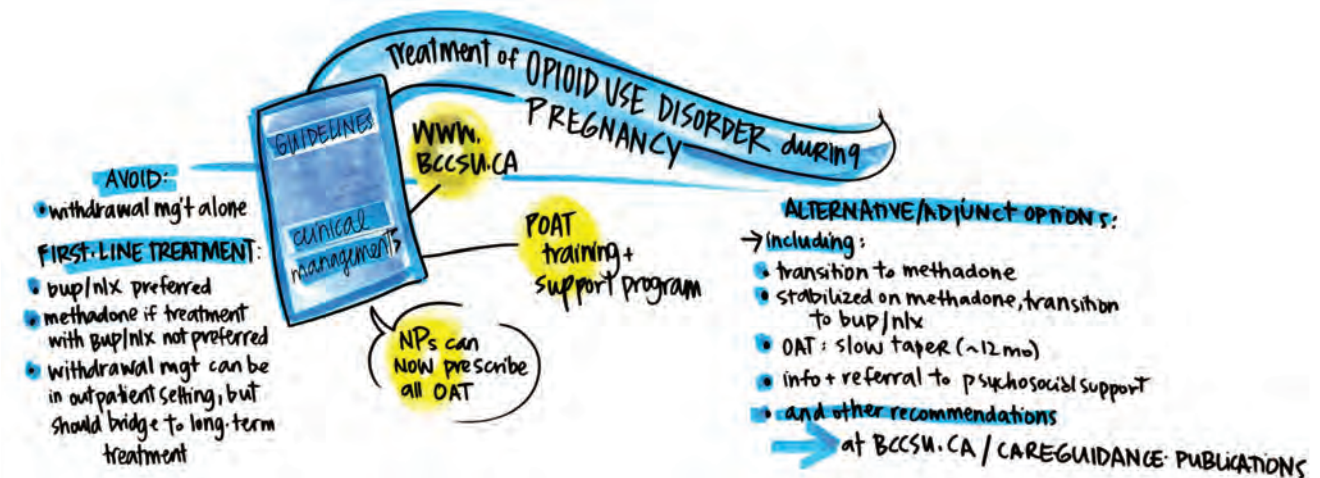 Treatment of OPIOID USE DISORDER during
PREGNANCY
GUIDELINES
clinical
management
WWW.
BCCSU.CA
POAT
training +
support program
NPs can
NOW prescribe
all OAT
AVOID:
• withdrawal mg't alone
FIRST-LINE TREATMENT:
• bup/nlx preferred
• methadone if treatment
with Bup/nlx not preferred
• withdrawal mgt can be
in outpatient setting, but
should bridge to long-term
treatment
ALTERNATIVE/ADJUNCT OPTIONS:
→ including:
• transition to methadone
• stabilized on methadone, transition
to bup/nlx
• OAT: slow taper (~12 mo)
• info + referral to psychosocial support
• and other recommendations
→ at BCCSU.CA / CAREGUIDANCE-PUBLICATIONS